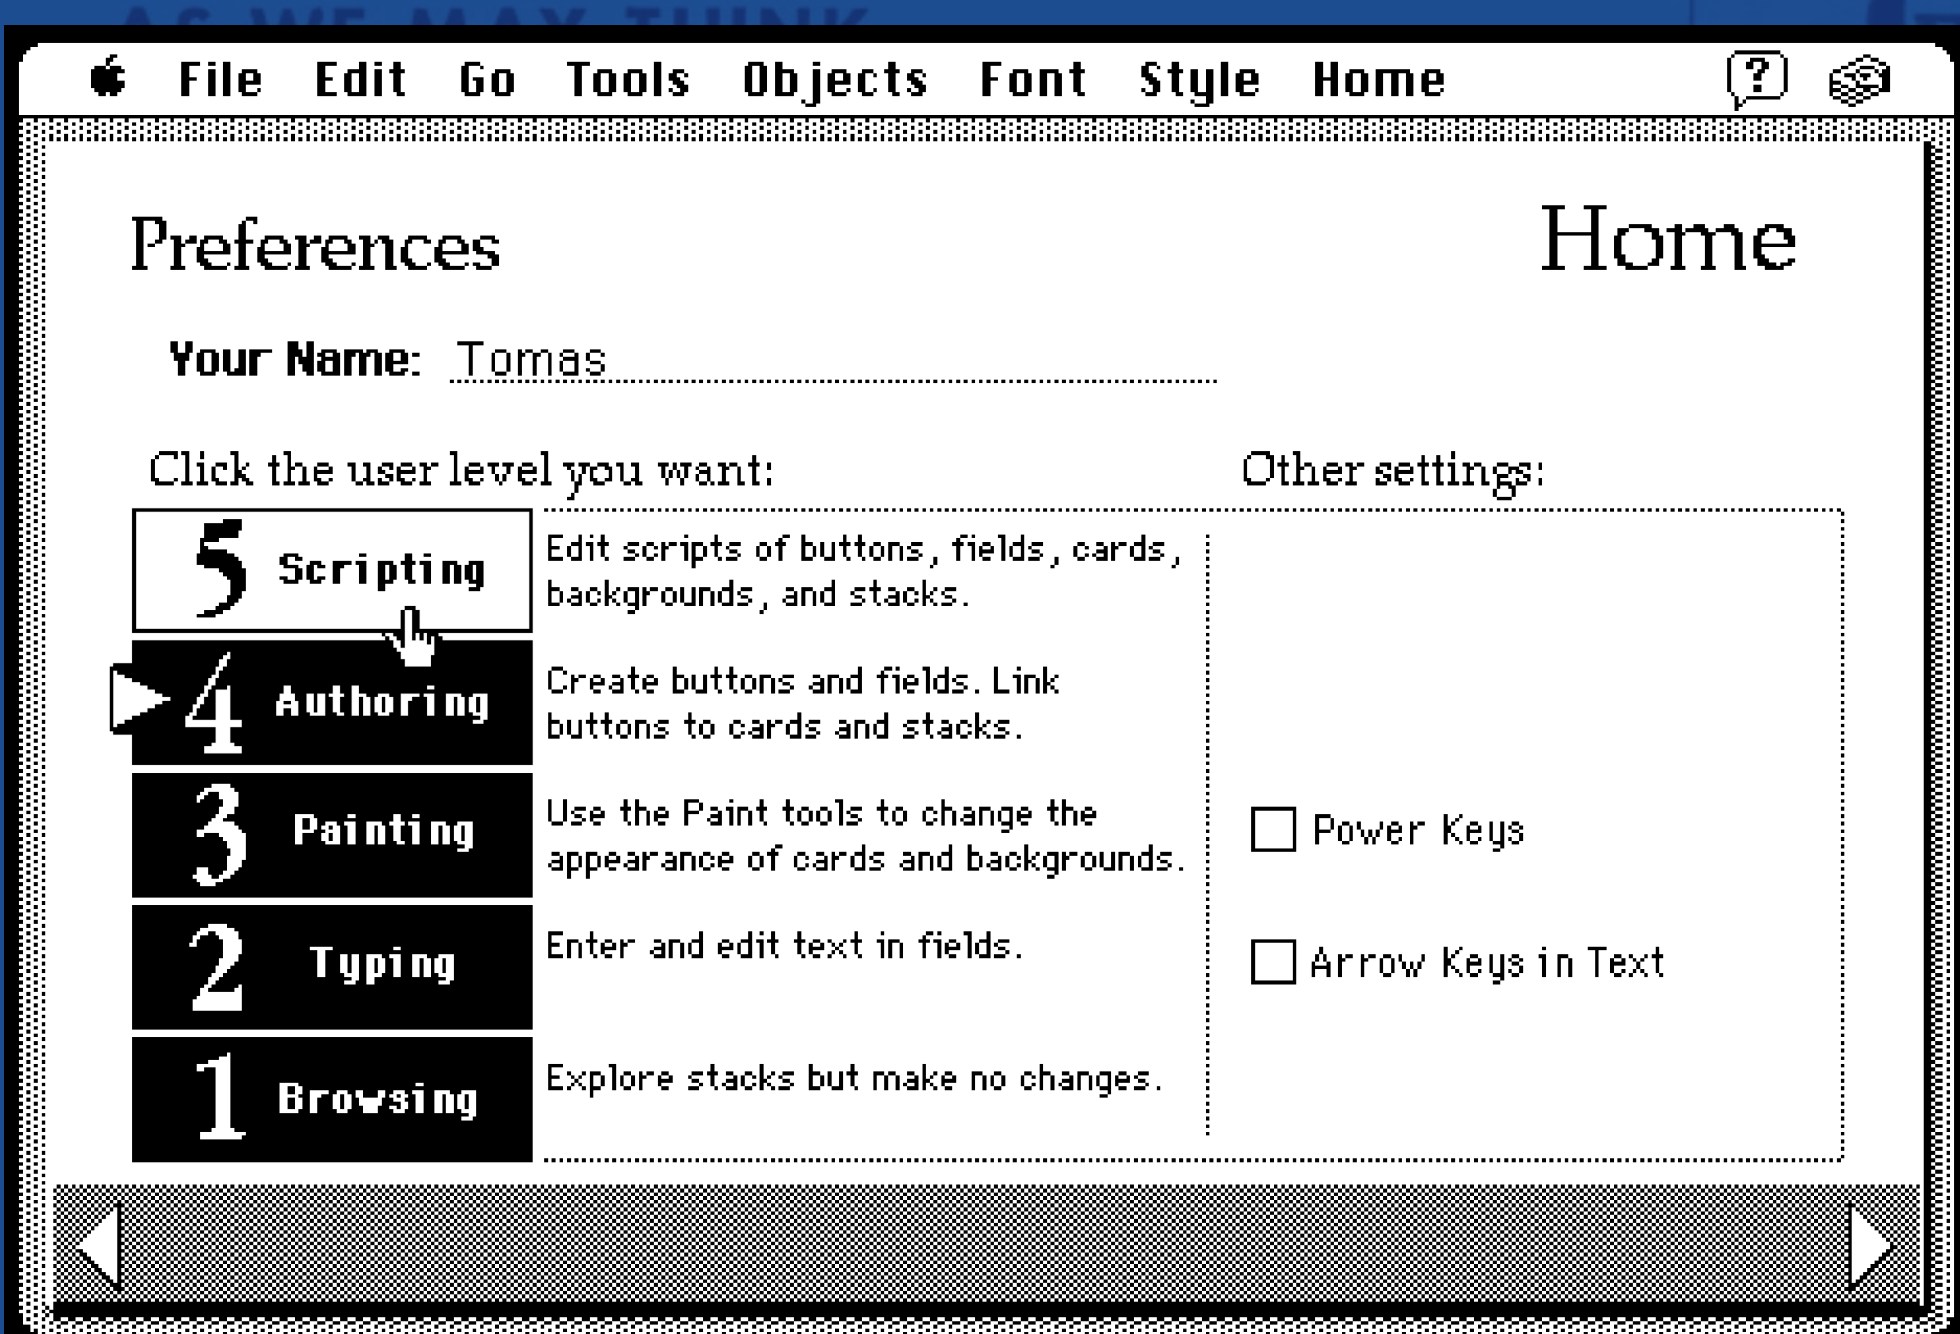 AS WE MAY THINK
File Edit Go Tools Objects Font Style Home
?
Preferences
Home
Your Name: Tomas
Click the user level you want:
Other settings:
5 Scripting
Edit scripts of buttons, fields, cards,
backgrounds, and stacks.
4 Authoring
Create buttons and fields. Link
buttons to cards and stacks.
3 Painting
Use the Paint tools to change the
appearance of cards and backgrounds.
Power Keys
2 Typing
Enter and edit text in fields.
Arrow Keys in Text
1 Browsing
Explore stacks but make no changes.